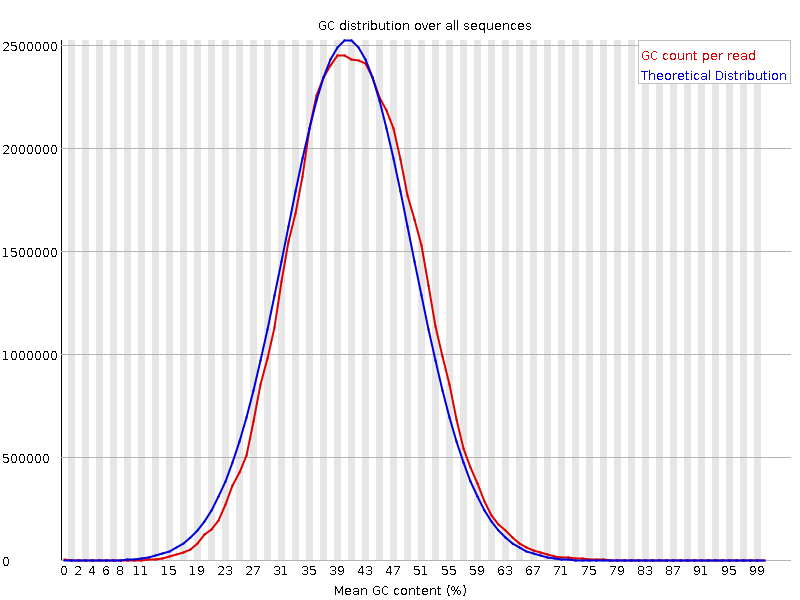 GC distribution over all sequences
2500000
GC count per read
Theoretical Distribution
2000000
1500000
1000000
500000
0
0 2 4 6 8 11 15 19 23 27 31 35 39 43 47 51 55 59 63 67 71 75 79 83 87 91 95 99
Mean GC content (%)